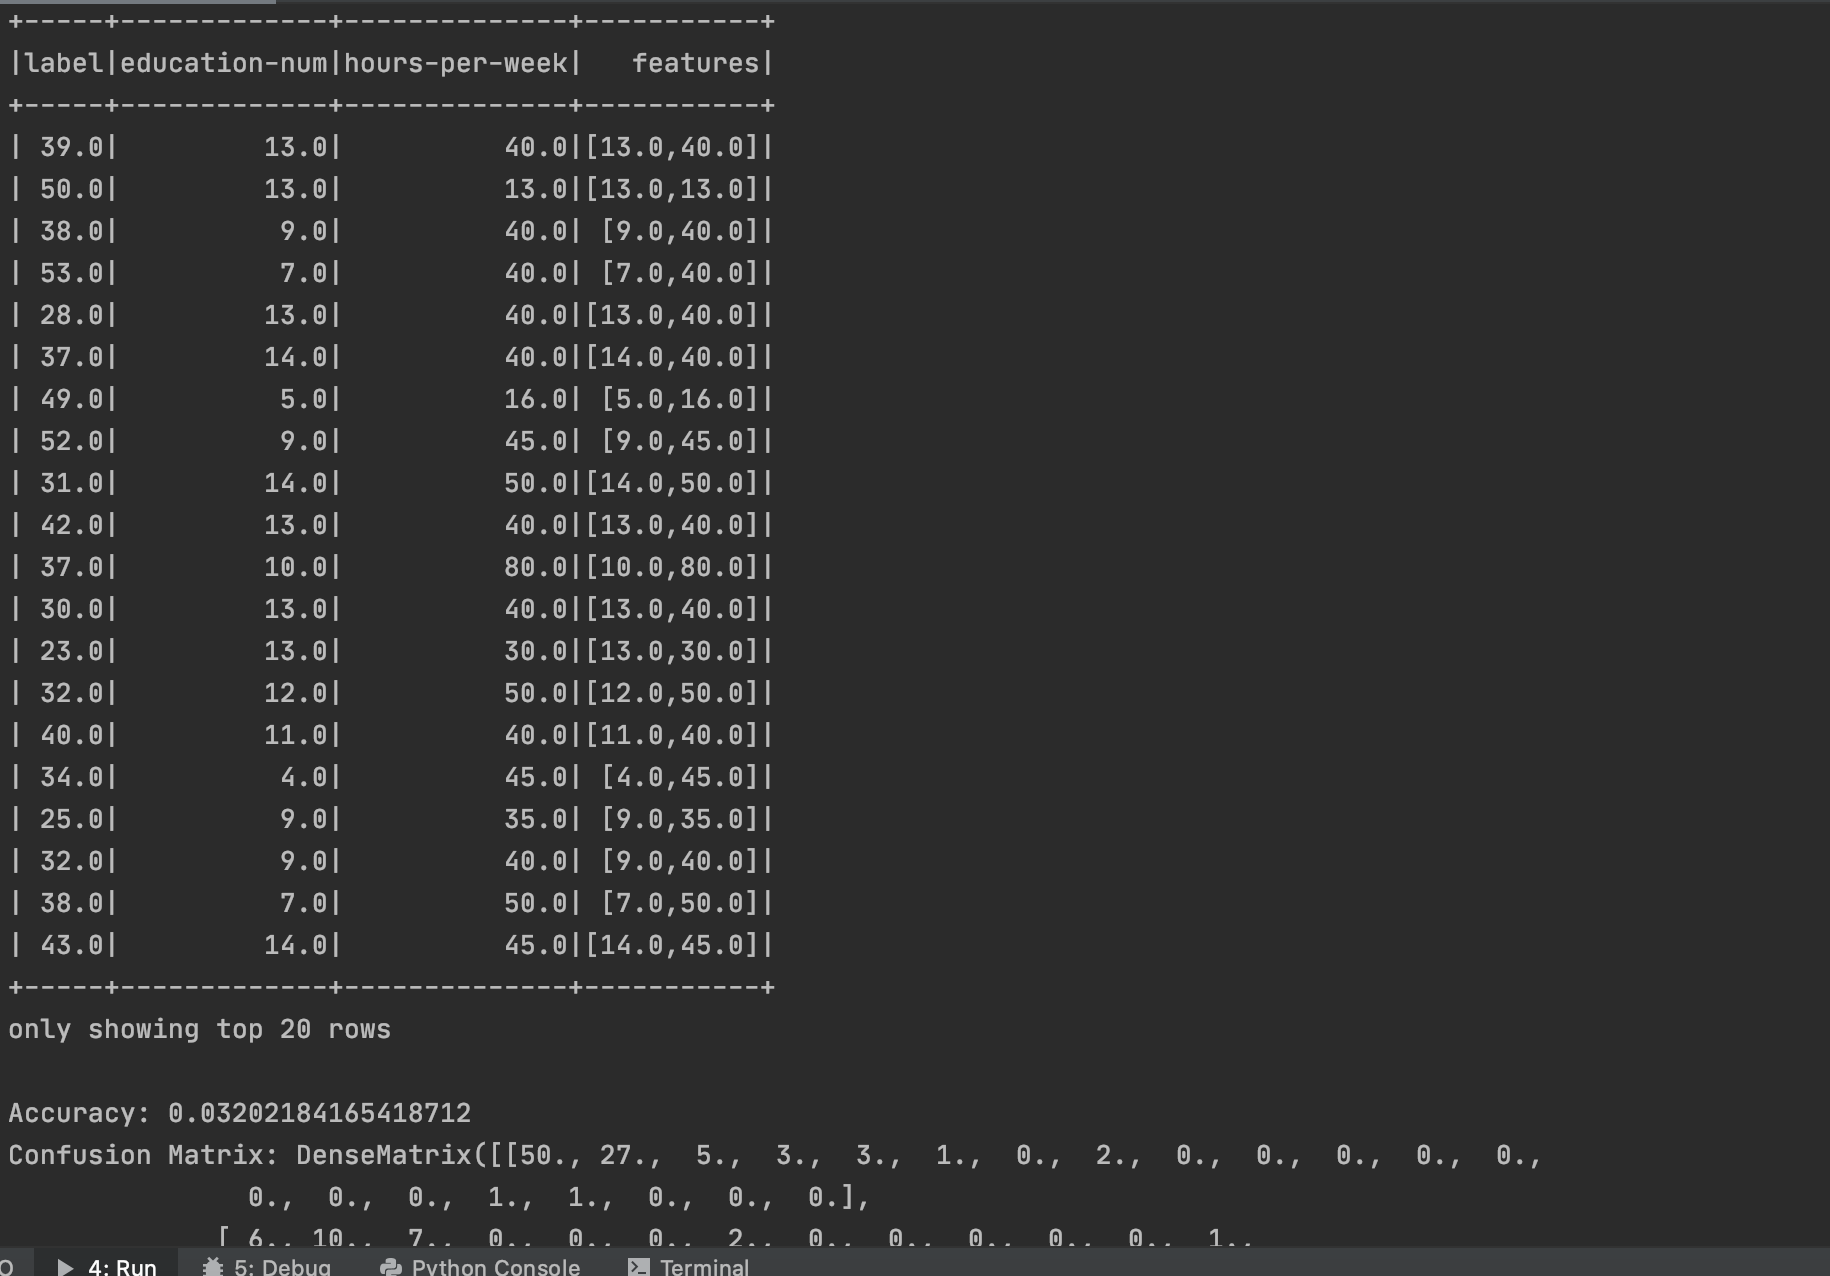 +-----+-------------+--------------+-----------+
|label|education-num|hours-per-week|   features|
+-----+-------------+--------------+-----------+
| 39.0|         13.0|          40.0|[13.0,40.0]|
| 50.0|         13.0|          13.0|[13.0,13.0]|
| 38.0|          9.0|          40.0| [9.0,40.0]|
| 53.0|          7.0|          40.0| [7.0,40.0]|
| 28.0|         13.0|          40.0|[13.0,40.0]|
| 37.0|         14.0|          40.0|[14.0,40.0]|
| 49.0|          5.0|          16.0| [5.0,16.0]|
| 52.0|          9.0|          45.0| [9.0,45.0]|
| 31.0|         14.0|          50.0|[14.0,50.0]|
| 42.0|         13.0|          40.0|[13.0,40.0]|
| 37.0|         10.0|          80.0|[10.0,80.0]|
| 30.0|         13.0|          40.0|[13.0,40.0]|
| 23.0|         13.0|          30.0|[13.0,30.0]|
| 32.0|         12.0|          50.0|[12.0,50.0]|
| 40.0|         11.0|          40.0|[11.0,40.0]|
| 34.0|          4.0|          45.0| [4.0,45.0]|
| 25.0|          9.0|          35.0| [9.0,35.0]|
| 32.0|          9.0|          40.0| [9.0,40.0]|
| 38.0|          7.0|          50.0| [7.0,50.0]|
| 43.0|         14.0|          45.0|[14.0,45.0]|
+-----+-------------+--------------+-----------+
only showing top 20 rows
Accuracy: 0.03202184165418712
Confusion Matrix: DenseMatrix([[50., 27.,  5.,  3.,  3.,  1.,  0.,  2.,  0.,  0.,  0.,  0.,  0.,
0.,  0.,  0.,  1.,  1.,  0.,  0.,  0.],
[ 6., 10.,  7.,  0.,  0.,  0.,  2.,  0.,  0.,  0.,  0.,  0.,  1.,
4: Run 5: Debug Python Console Terminal